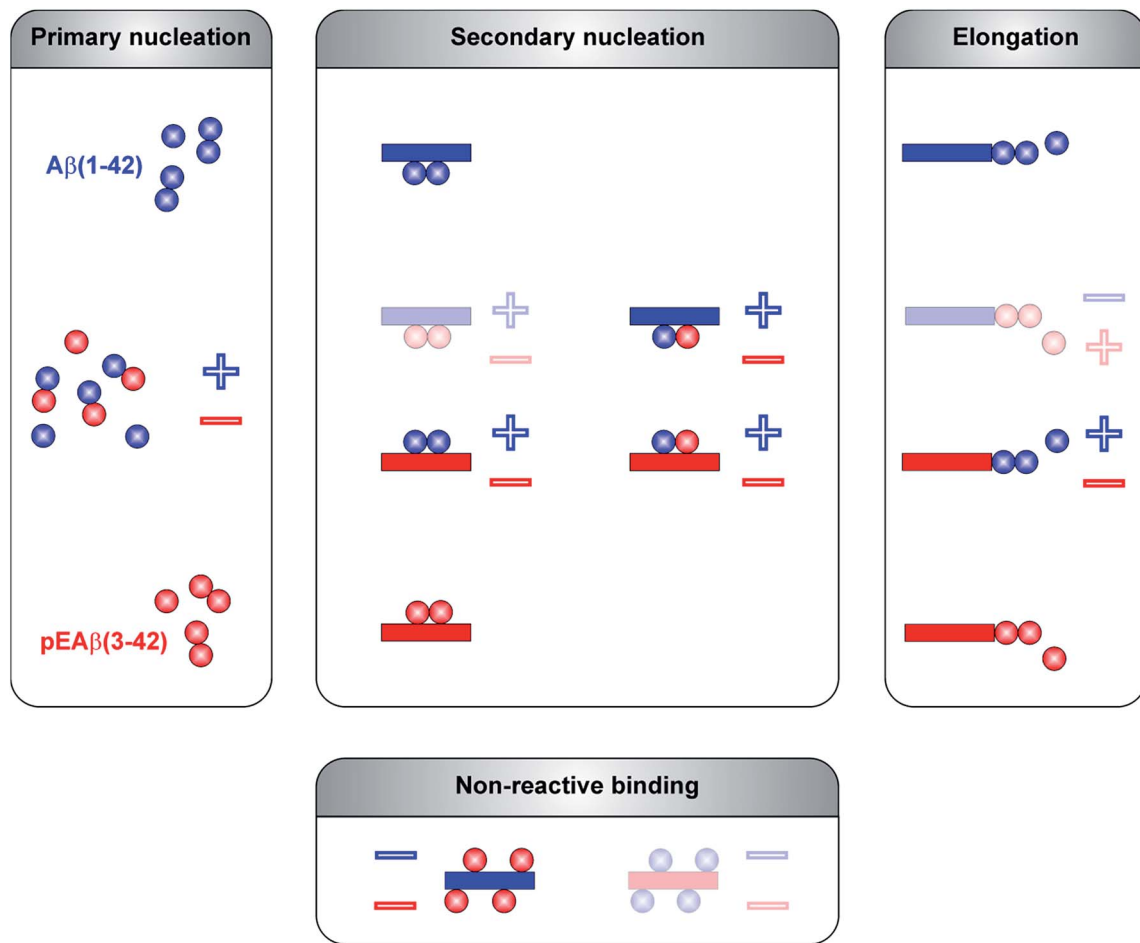 Primary nucleation
Secondary nucleation
Elongation
Aβ(1-42)
pEAβ(3-42)
Non-reactive binding